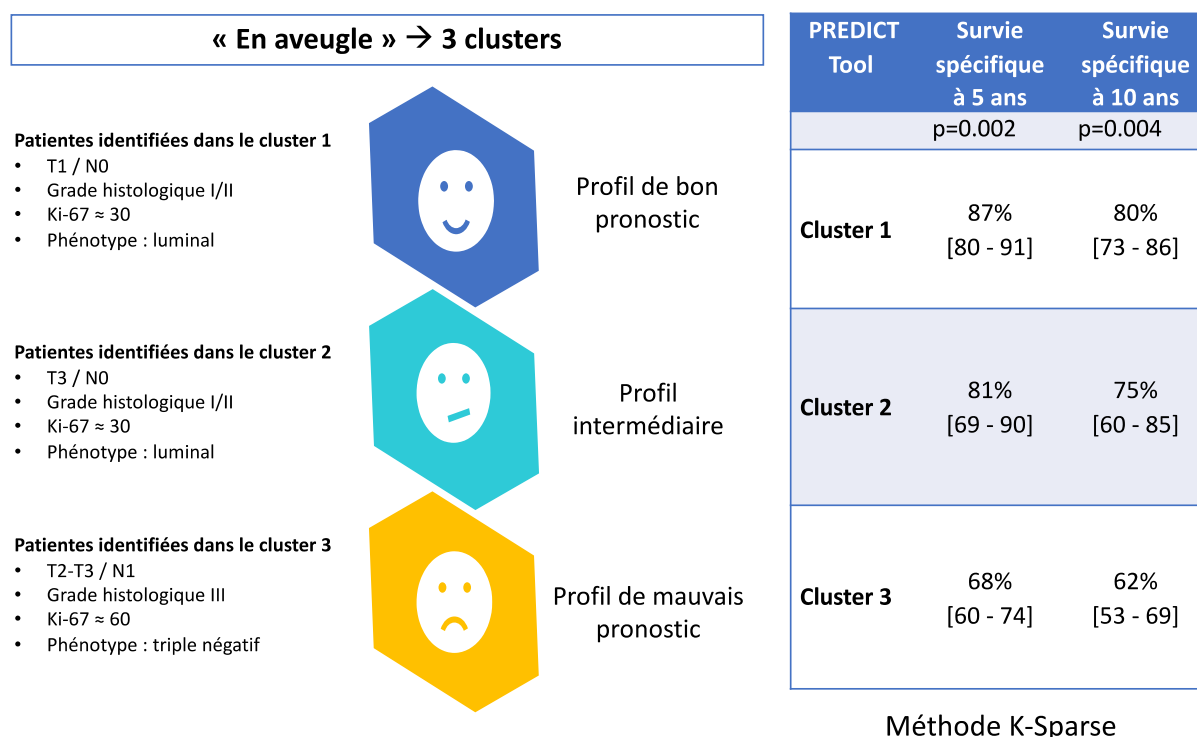 « En aveugle » → 3 clusters
Patientes identifiées dans le cluster 1
• T1 / N0
• Grade histologique I/II
• Ki-67 ≈ 30
• Phénotype : luminal
Profil de bon
pronostic
Patientes identifiées dans le cluster 2
• T3 / N0
• Grade histologique I/II
• Ki-67 ≈ 30
• Phénotype : luminal
Profil
intermédiaire
Patientes identifiées dans le cluster 3
• T2-T3 / N1
• Grade histologique III
• Ki-67 ≈ 60
• Phénotype : triple négatif
Profil de mauvais
pronostic
PREDICT
Tool
Survie
spécifique
à 5 ans
Survie
spécifique
à 10 ans
p=0.002
p=0.004
Cluster 1
87%
[80 - 91]
80%
[73 - 86]
Cluster 2
81%
[69 - 90]
75%
[60 - 85]
Cluster 3
68%
[60 - 74]
62%
[53 - 69]
Méthode K-Sparse